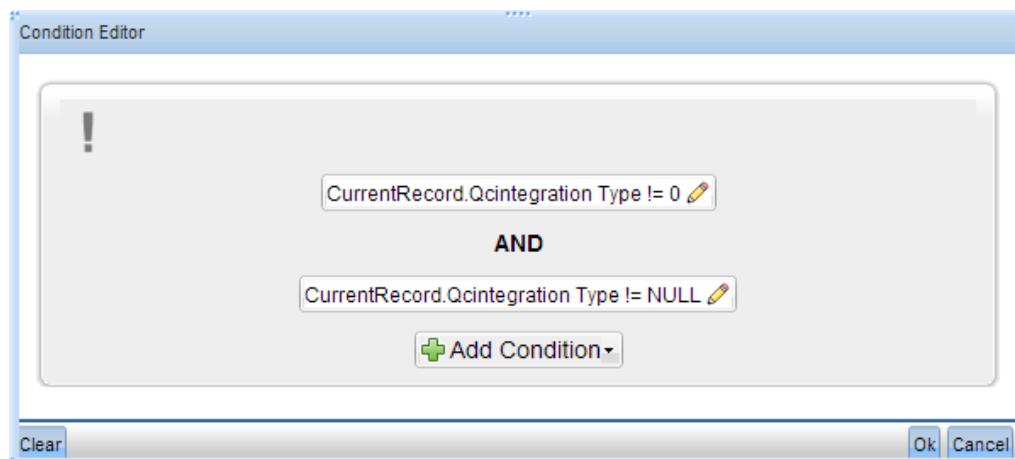 Condition Editor
!
CurrentRecord.Qcintegration Type != 0
AND
CurrentRecord.Qcintegration Type != NULL
Add Condition
Clear Ok Cancel